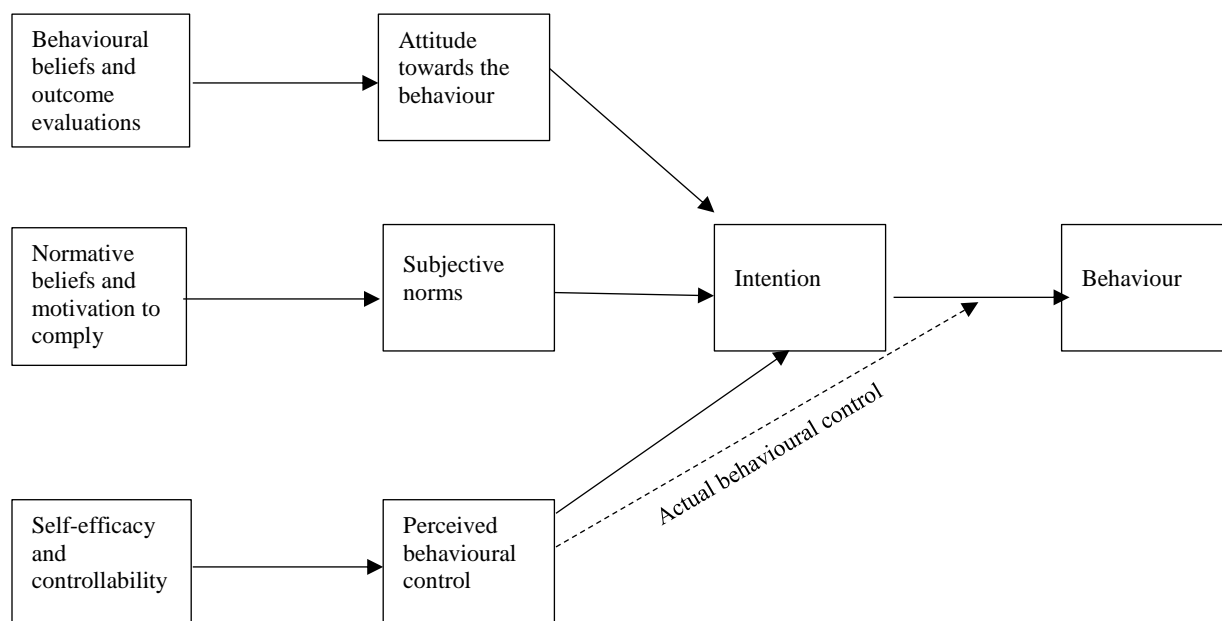 Behavioural
beliefs and
outcome
evaluations
Attitude
towards the
behaviour
Normative
beliefs and
motivation to
comply
Subjective
norms
Intention
Behaviour
Actual behavioural control
Self-efficacy
and
controllability
Perceived
behavioural
control